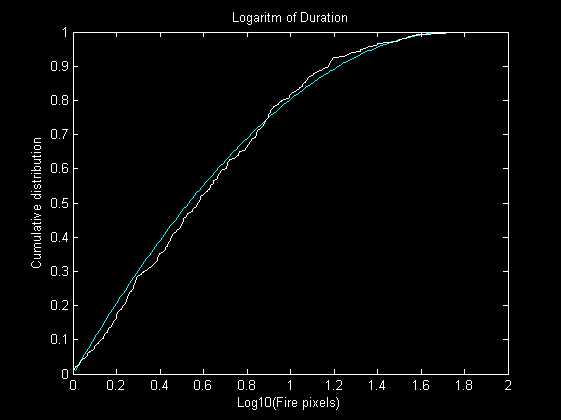 Logaritm of Duration
1
0.9
0.8
0.7
0.6
0.5
0.4
0.3
0.2
0.1
0
Cumulative distribution
0 0.2 0.4 0.6 0.8 1 1.2 1.4 1.6 1.8 2
Log10(Fire pixels)